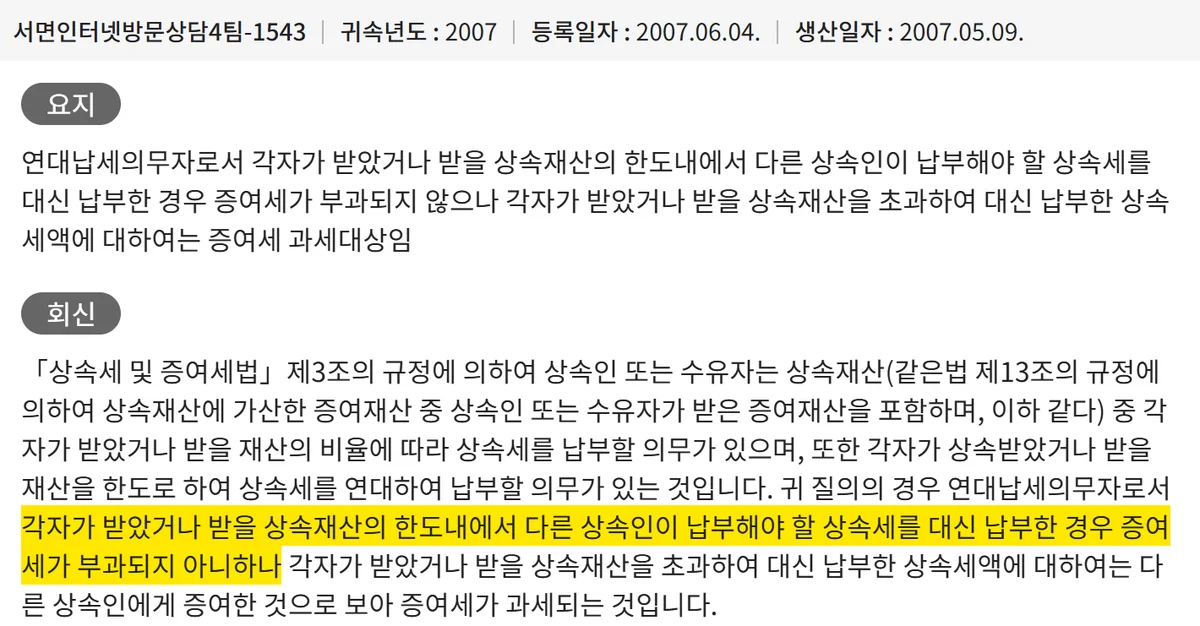 서면인터넷방문상담4팀-1543 | 귀속년도 : 2007 | 등록일자 : 2007.06.04. | 생산일자 : 2007.05.09.
요지
연대납세의무자로서 각자가 받았거나 받을 상속재산의 한도내에서 다른 상속인이 납부해야 할 상속세를
대신 납부한 경우 증여세가 부과되지 않으나 각자가 받았거나 받을 상속재산을 초과하여 대신 납부한 상속
세액에 대하여는 증여세 과세대상임
회신
「상속세 및 증여세법」제3조의 규정에 의하여 상속인 또는 수유자는 상속재산(같은법 제13조의 규정에
의하여 상속재산에 가산한 증여재산 중 상속인 또는 수유자가 받은 증여재산을 포함하며, 이하 같다) 중 각
자가 받았거나 받을 재산의 비율에 따라 상속세를 납부할 의무가 있으며, 또한 각자가 상속받았거나 받을
재산을 한도로 하여 상속세를 연대하여 납부할 의무가 있는 것입니다. 귀 질의의 경우 연대납세의무자로서
각자가 받았거나 받을 상속재산의 한도내에서 다른 상속인이 납부해야 할 상속세를 대신 납부한 경우 증여
세가 부과되지 아니하나 각자가 받았거나 받을 상속재산을 초과하여 대신 납부한 상속세액에 대하여는 다
른 상속인에게 증여한 것으로 보아 증여세가 과세되는 것입니다.